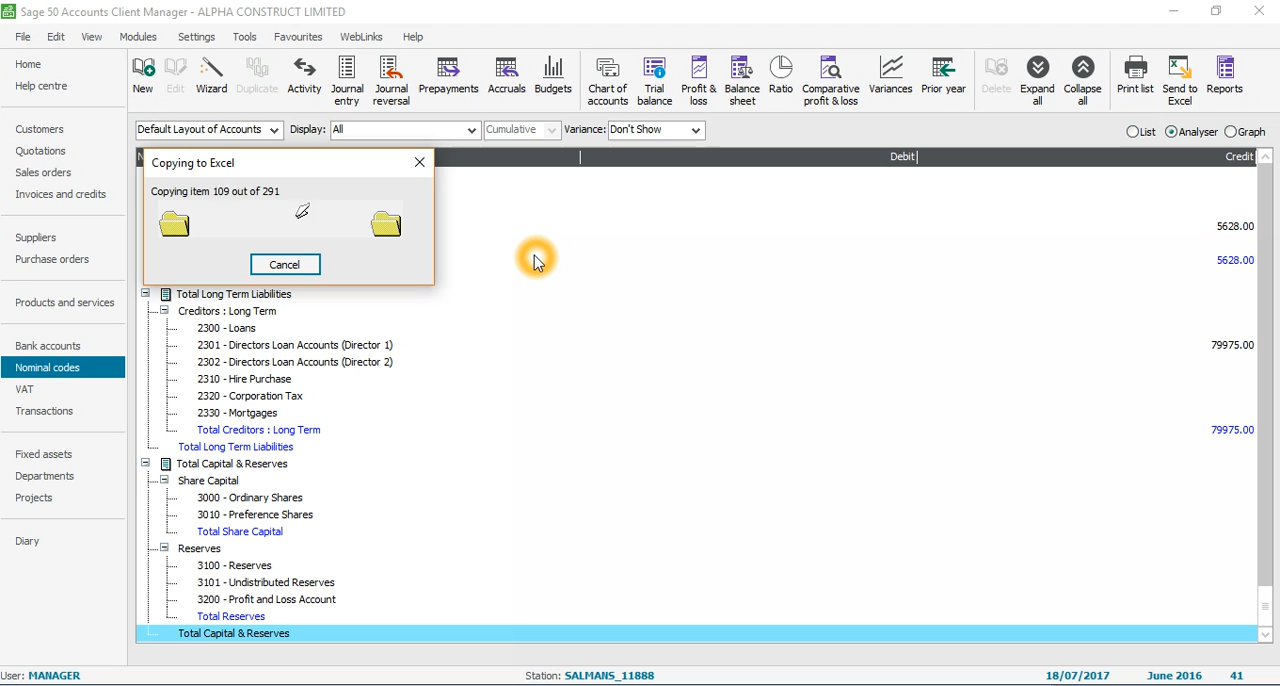 Sage 50 Accounts Client Manager - ALPHA CONSTRUCT LIMITED
File Edit View Modules Settings Tools Favourites WebLinks Help
Home
Help centre
Customers
Quotations
Sales orders
Invoices and credits
Suppliers
Purchase orders
Products and services
Bank accounts
Nominal codes
VAT
Transactions
Fixed assets
Departments
Projects
Diary
New Edit Wizard Duplicate Activity Journal entry Journal reversal Prepayments Accruals Budgets Chart of accounts Trial balance Profit & loss Balance sheet Ratio Comparative profit & loss Variances Prior year Delete Expand all Collapse all Print list Send to Excel Reports
Default Layout of Accounts Display: All Cumulative Variance: Don't Show List Analyser Graph
Debit Credit
Copying to Excel
Copying item 109 out of 291
Cancel
5628.00
5628.00
Total Long Term Liabilities
Creditors : Long Term
2300 - Loans
2301 - Directors Loan Accounts (Director 1) 79975.00
2302 - Directors Loan Accounts (Director 2)
2310 - Hire Purchase
2320 - Corporation Tax
2330 - Mortgages
Total Creditors : Long Term 79975.00
Total Long Term Liabilities
Total Capital & Reserves
Share Capital
3000 - Ordinary Shares
3010 - Preference Shares
Total Share Capital
Reserves
3100 - Reserves
3101 - Undistributed Reserves
3200 - Profit and Loss Account
Total Reserves
Total Capital & Reserves
User: MANAGER Station: SALMANS_11888 18/07/2017 June 2016 41